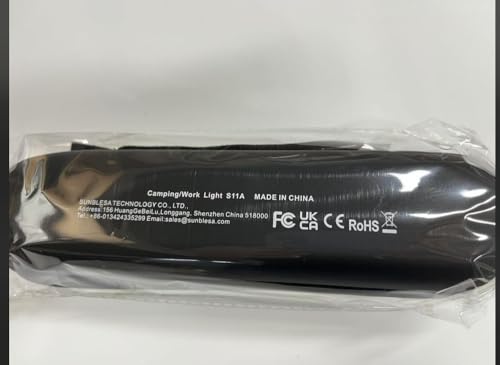 Camping/Work Light S11A MADE IN CHINA
SUNBLESA TECHNOLOGY CO., LTD.,
Address:156 HuangGeBeiLu,Longgang, Shenzhen China 518000
Tel:+86-013424335299 Email:sales@sunblesa.com
FC UK CA CE RoHS